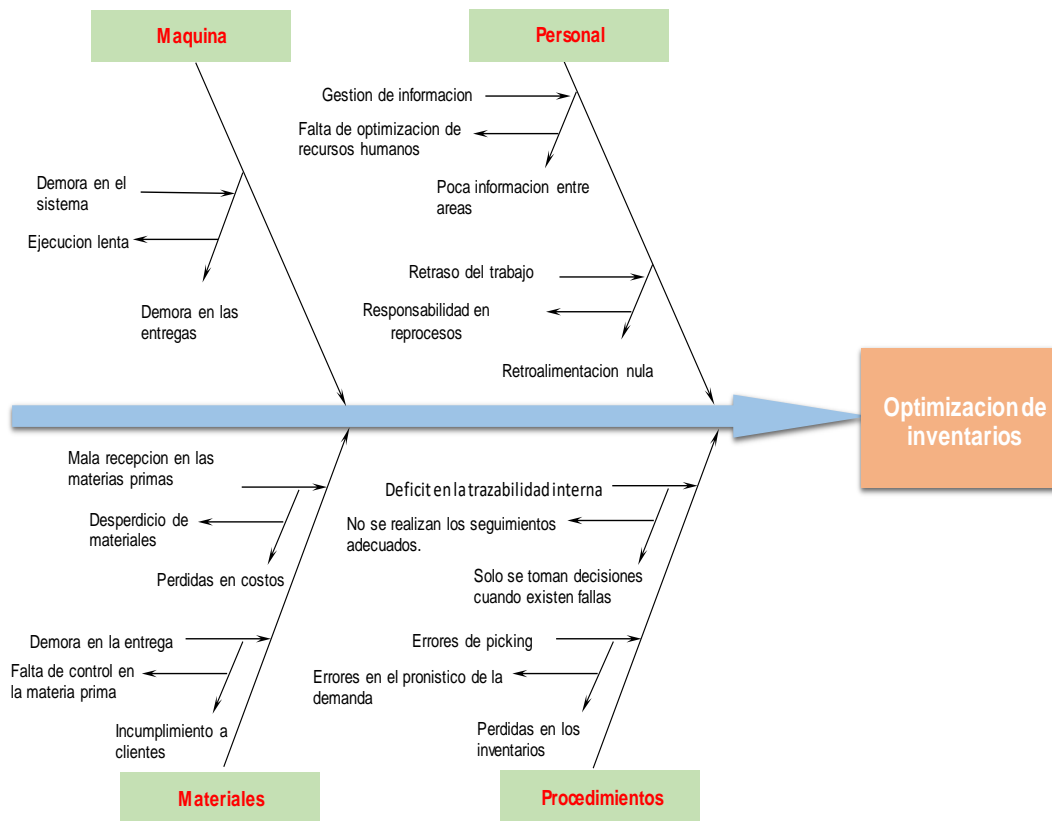 Maquina
Personal
Gestion de informacion
Falta de optimizacion de
recursos humanos
Poca informacion entre
areas
Demora en el
sistema
Ejecucion lenta
Demora en las
entregas
Retraso del trabajo
Responsabilidad en
reprocesos
Retroalimentacion nula
Optimizacion de
inventarios
Mala recepcion en las
materias primas
Desperdicio de
materiales
Perdidas en costos
Demora en la entrega
Falta de control en
la materia prima
Incumplimiento a
clientes
Deficit en la trazabilidad interna
No se realizan los seguimientos
adecuados.
Solo se toman decisiones
cuando existen fallas
Errores de picking
Errores en el pronistico de la
demanda
Perdidas en los
inventarios
Materiales
Procedimientos